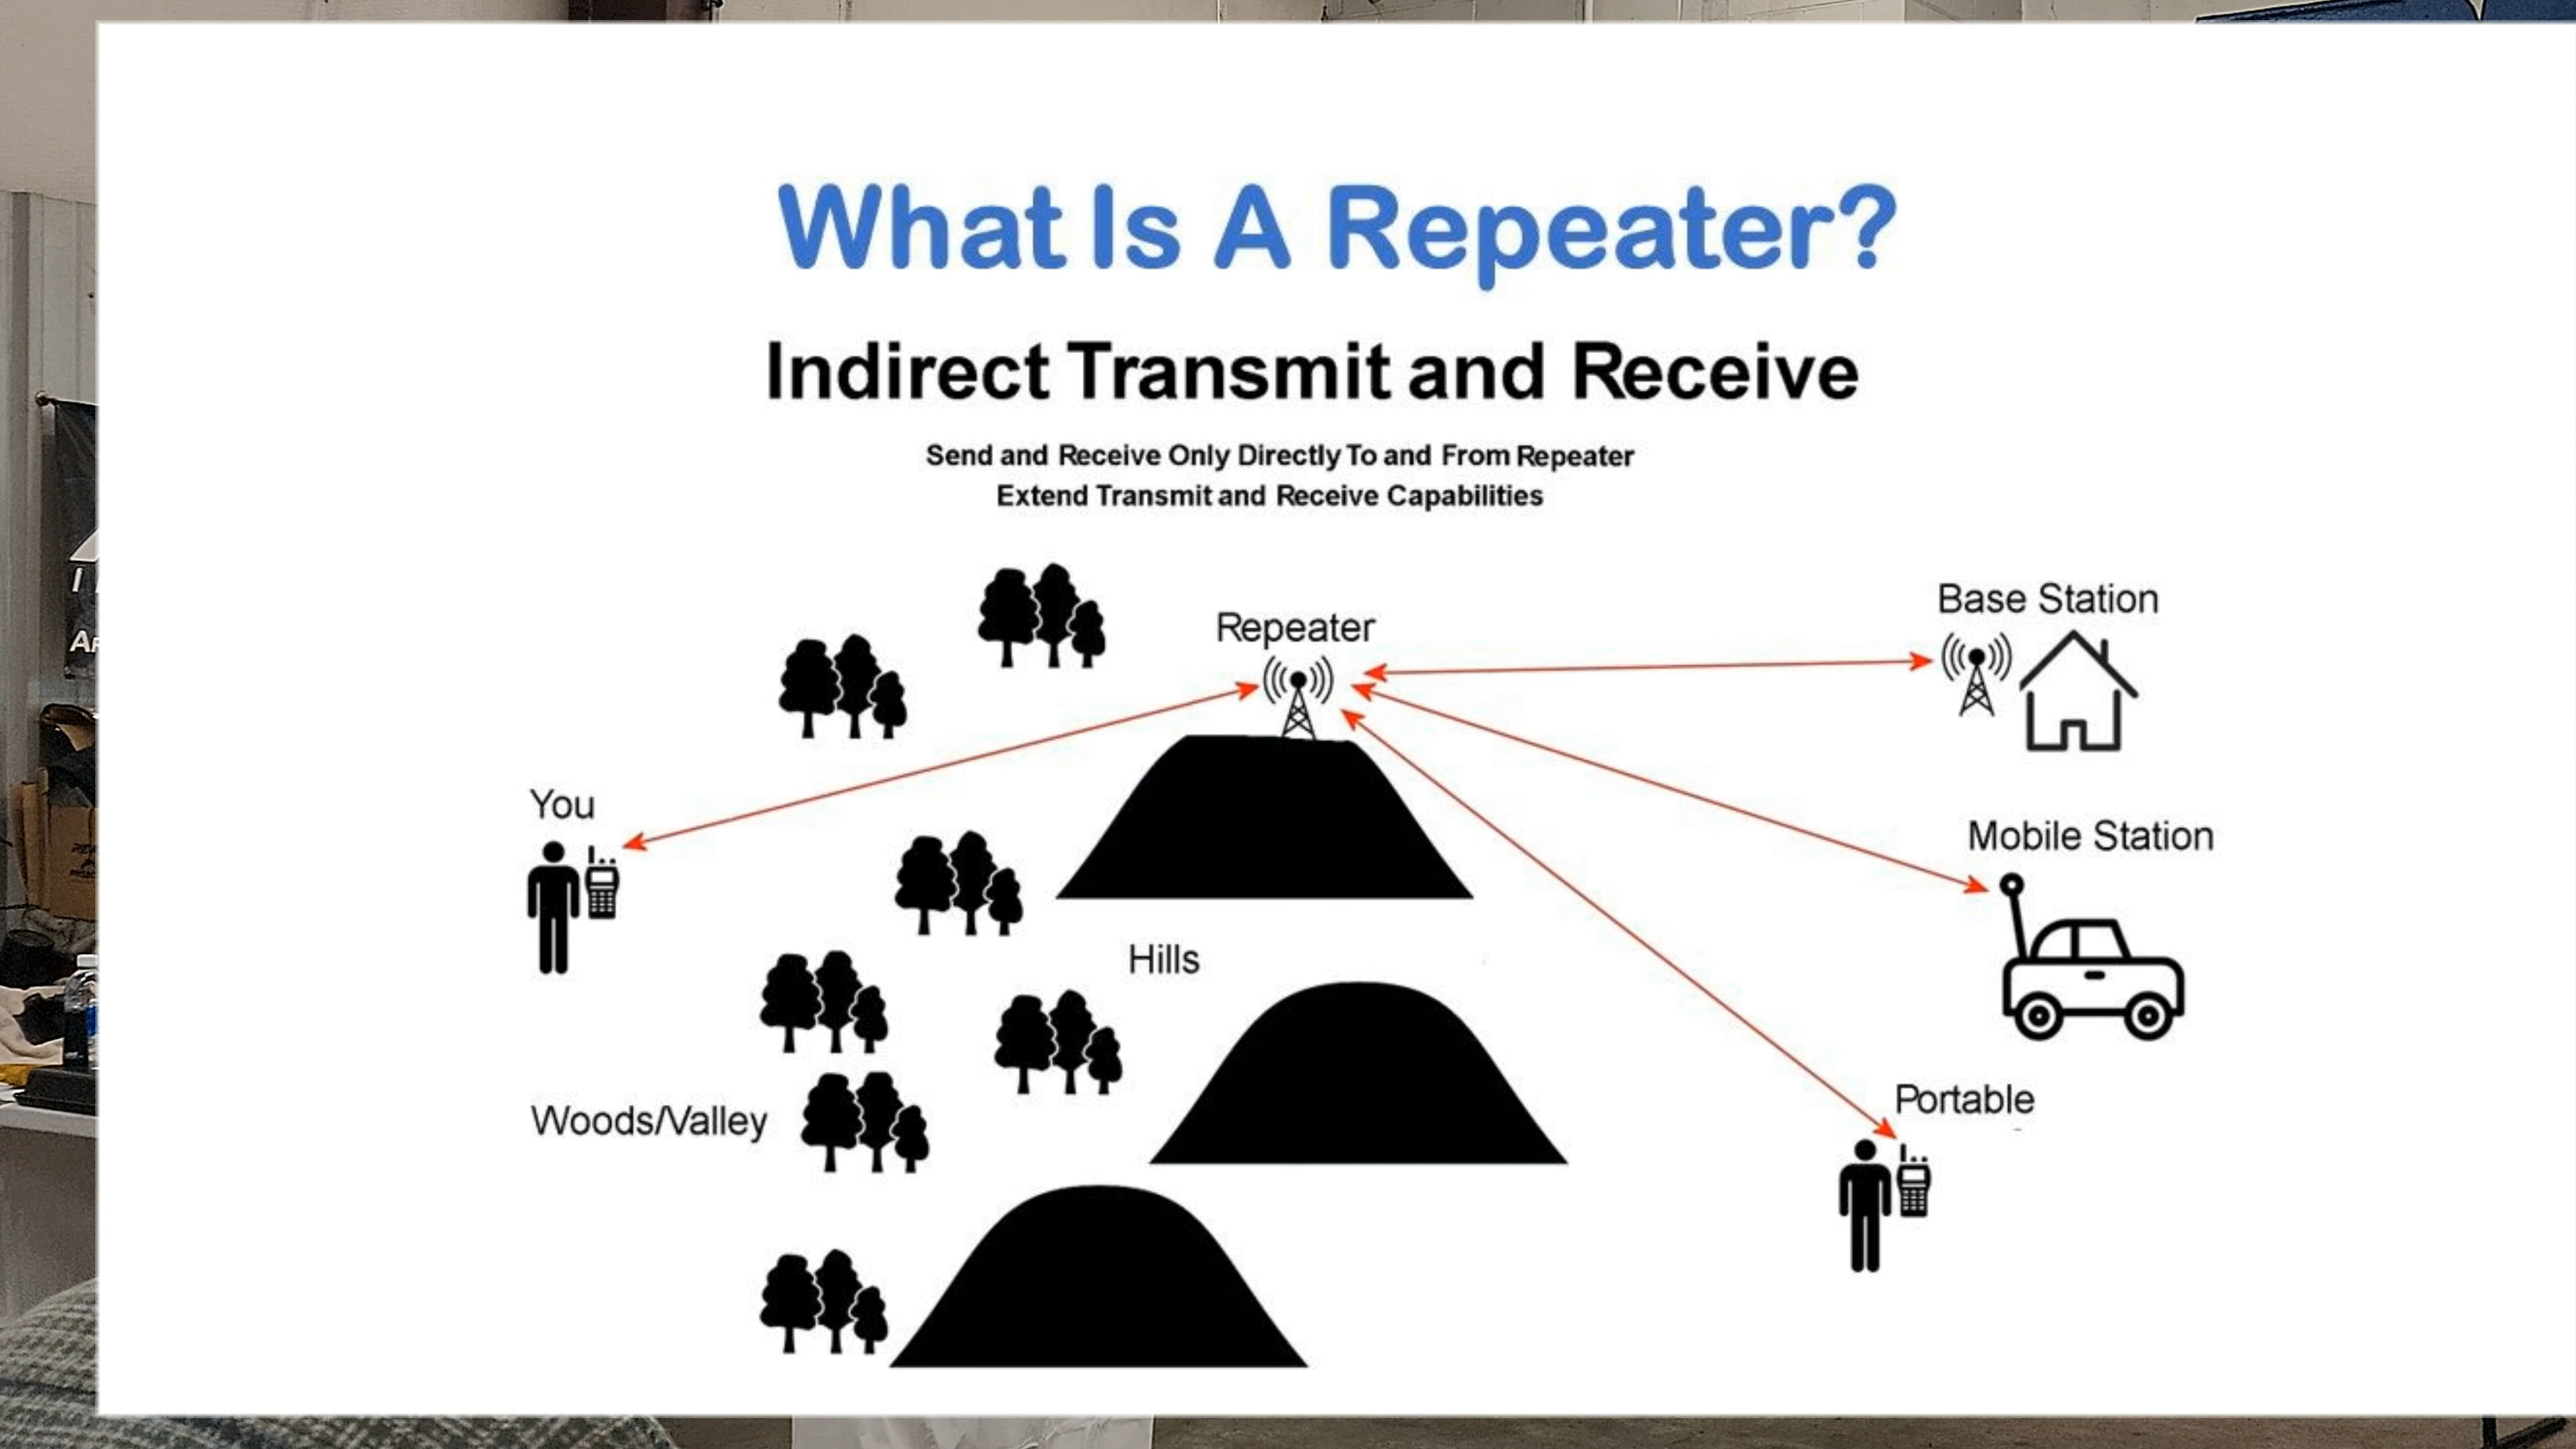 What Is A Repeater?
Indirect Transmit and Receive
Send and Receive Only Directly To and From Repeater
Extend Transmit and Receive Capabilities
Repeater
Base Station
You
Mobile Station
Hills
Portable
Woods/Valley